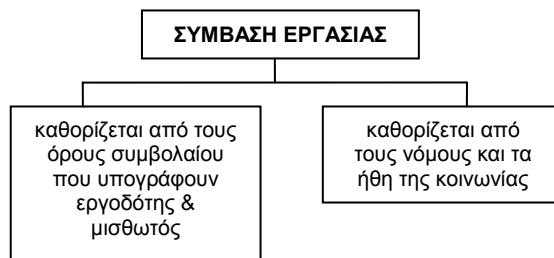 ΣΥΜΒΑΣΗ ΕΡΓΑΣΙΑΣ
καθορίζεται από τους
όρους συμβολαίου
που υπογράφουν
εργοδότης &
μισθωτός
καθορίζεται από
τους νόμους και τα
ήθη της κοινωνίας